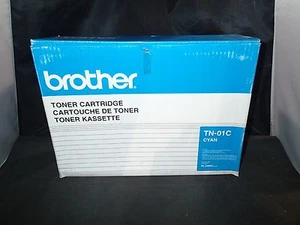 brother
TONER CARTRIDGE
CARTOUCHE DE TONER
TONER KASSETTE
TN-01C
CYAN